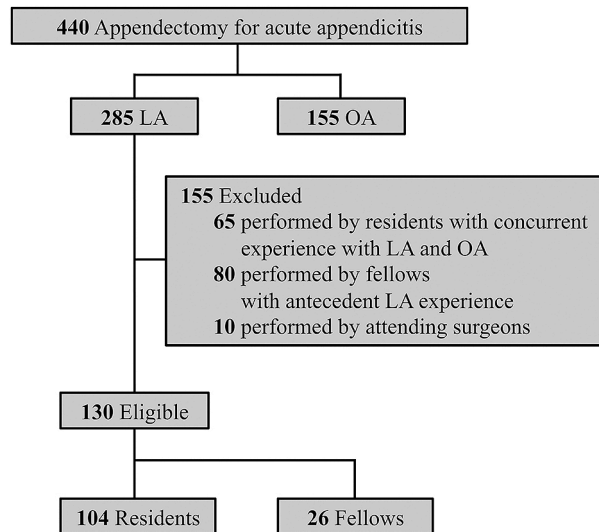 440 Appendectomy for acute appendicitis
285 LA
155 OA
155 Excluded
65 performed by residents with concurrent
experience with LA and OA
80 performed by fellows
with antecedent LA experience
10 performed by attending surgeons
130 Eligible
104 Residents
26 Fellows